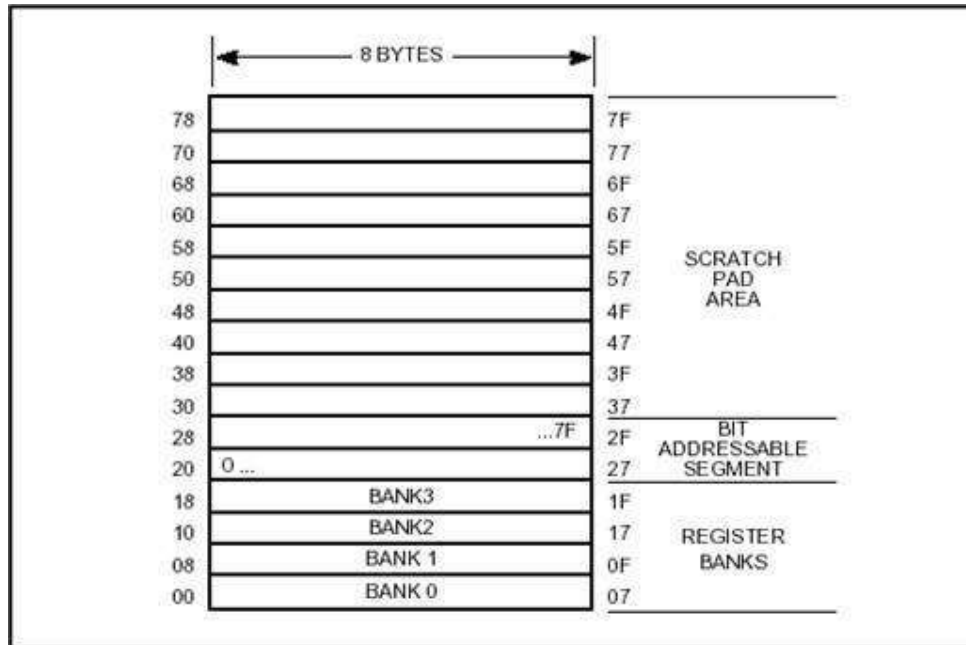 8 BYTES
78 7F
70 77
68 6F
60 67
58 5F
50 57
48 4F
40 47
38 3F
30 37
28 ...7F 2F
20 O ... 27
18 BANK3 1F
10 BANK2 17
08 BANK 1 0F
00 BANK 0 07
SCRATCH
PAD
AREA
BIT
ADDRESSABLE
SEGMENT
REGISTER
BANKS